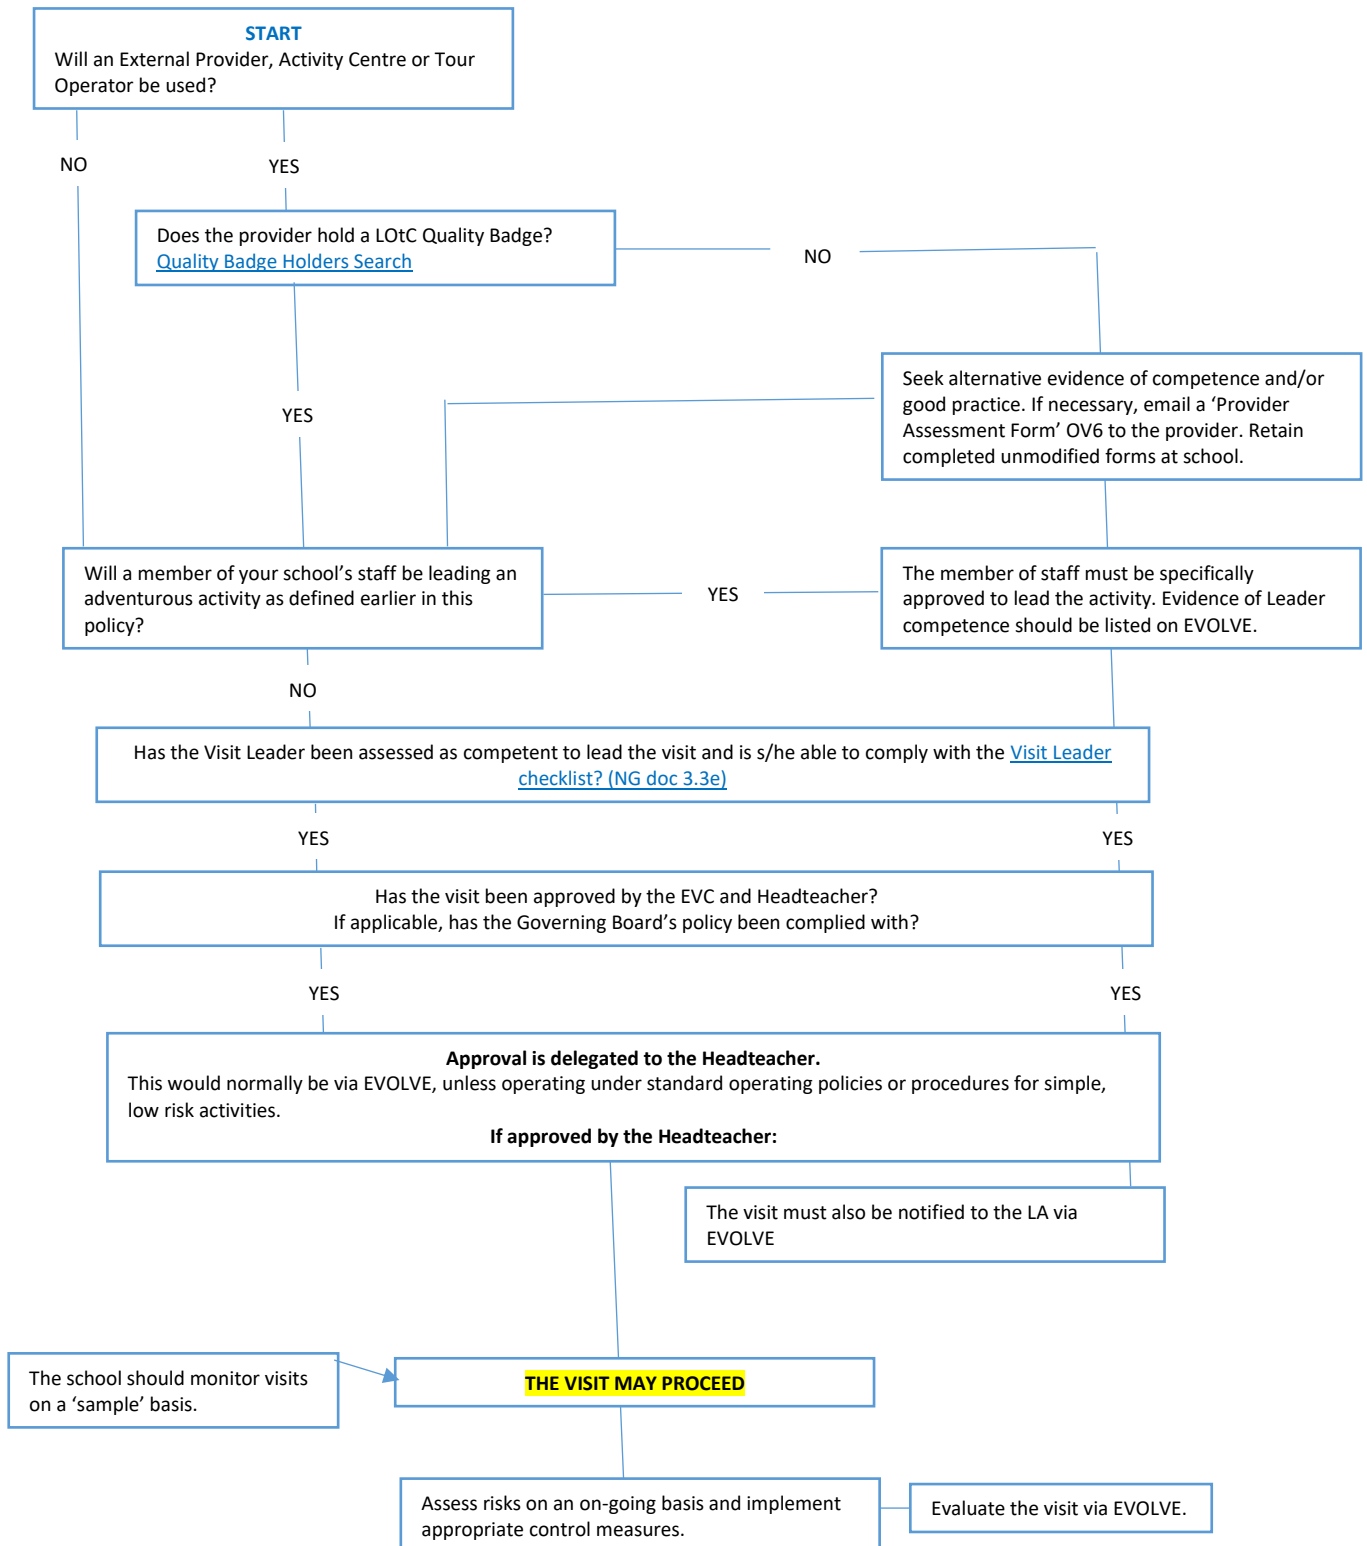 START
Will an External Provider, Activity Centre or Tour
Operator be used?
NO
YES
Does the provider hold a LOtC Quality Badge?
Quality Badge Holders Search
NO
Seek alternative evidence of competence and/or
good practice. If necessary, email a ‘Provider
Assessment Form’ OV6 to the provider. Retain
completed unmodified forms at school.
YES
Will a member of your school’s staff be leading an
adventurous activity as defined earlier in this
policy?
YES
The member of staff must be specifically
approved to lead the activity. Evidence of Leader
competence should be listed on EVOLVE.
NO
Has the Visit Leader been assessed as competent to lead the visit and is s/he able to comply with the Visit Leader
checklist? (NG doc 3.3e)
YES
YES
Has the visit been approved by the EVC and Headteacher?
If applicable, has the Governing Board’s policy been complied with?
YES
YES
Approval is delegated to the Headteacher.
This would normally be via EVOLVE, unless operating under standard operating policies or procedures for simple,
low risk activities.
If approved by the Headteacher:
The visit must also be notified to the LA via
EVOLVE
The school should monitor visits
on a ‘sample’ basis.
THE VISIT MAY PROCEED
Assess risks on an on-going basis and implement
appropriate control measures.
Evaluate the visit via EVOLVE.